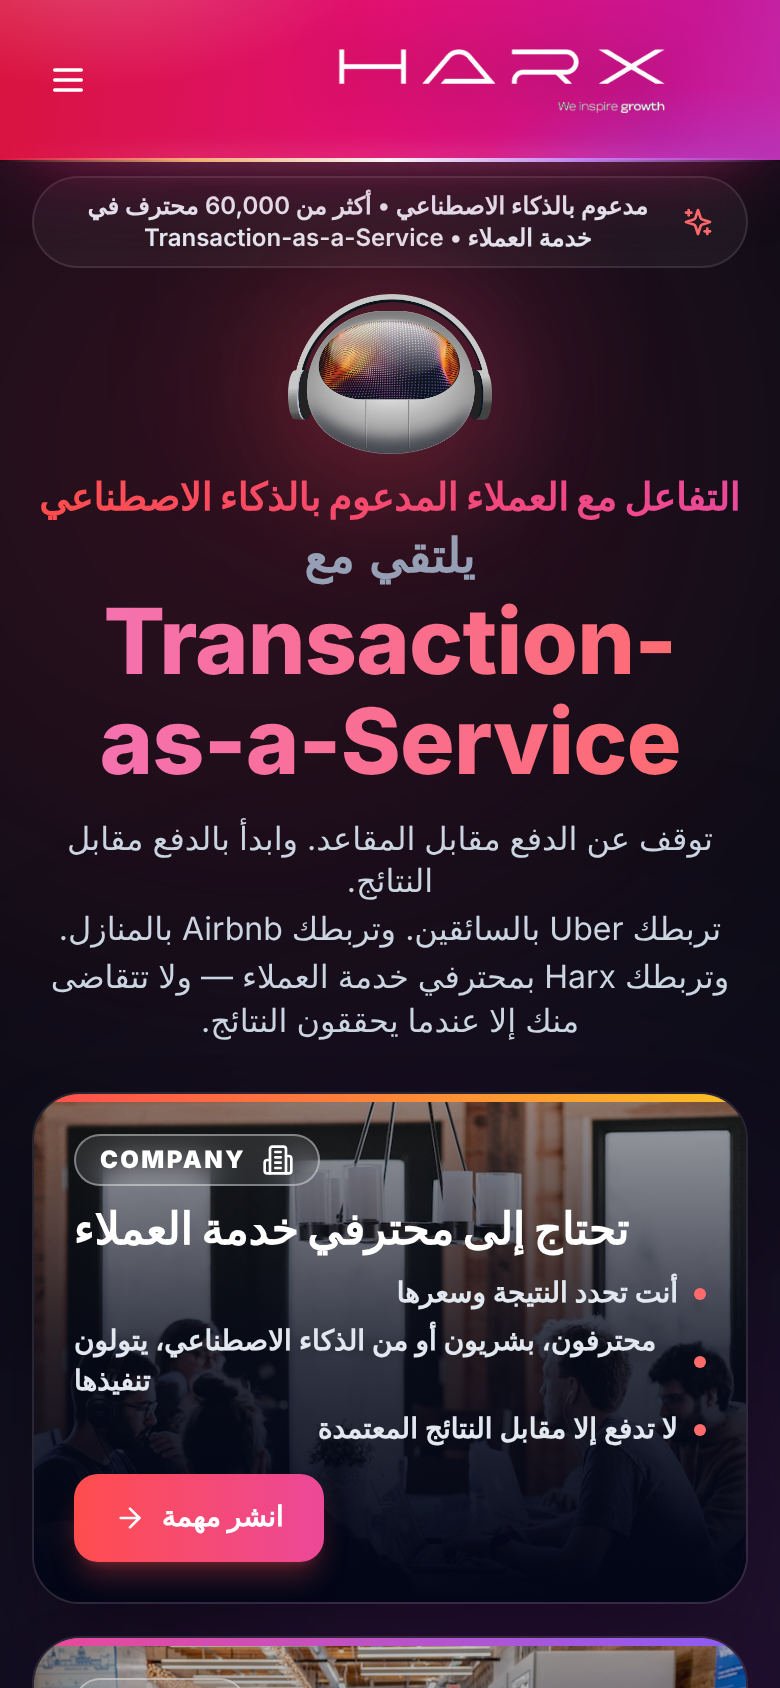 HARX
We inspire growth
مدعوم بالذكاء الاصطناعي • أكثر من 60,000 محترف في
خدمة العملاء • Transaction-as-a-Service
التفاعل مع العملاء المدعوم بالذكاء الاصطناعي
يلتقي مع
Transaction-
as-a-Service
توقف عن الدفع مقابل المقاعد. وابدأ بالدفع مقابل
النتائج.
تربطك Uber بالسائقين. وتربطك Airbnb بالمنازل.
وتربطك Harx بمحترفي خدمة العملاء — ولا تتقاضى
منك إلا عندما يحققون النتائج.
COMPANY
تحتاج إلى محترفي خدمة العملاء
أنت تحدد النتيجة وسعرها
محترفون، بشريون أو من الذكاء الاصطناعي، يتولون
تنفيذها
لا تدفع إلا مقابل النتائج المعتمدة
انشر مهمة